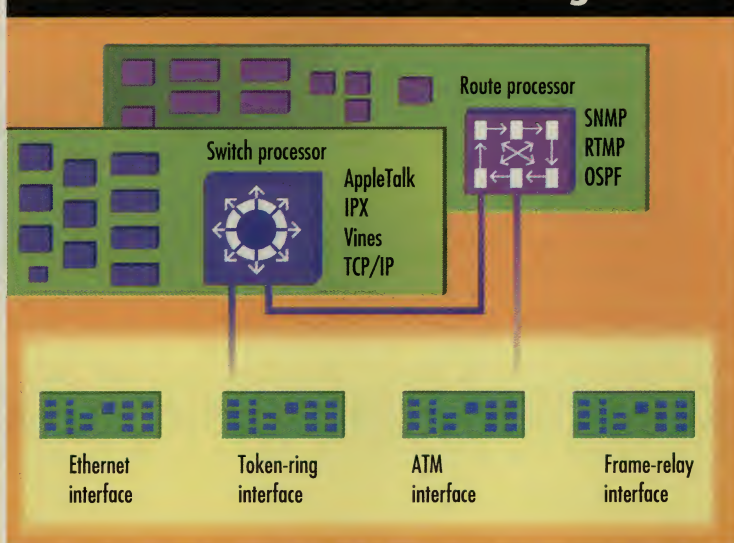 Route processor
SNMP
RTMP
OSPF
Switch processor
AppleTalk
IPX
Vines
TCP/IP
Ethernet
interface
Token-ring
interface
ATM
interface
Frame-relay
interface